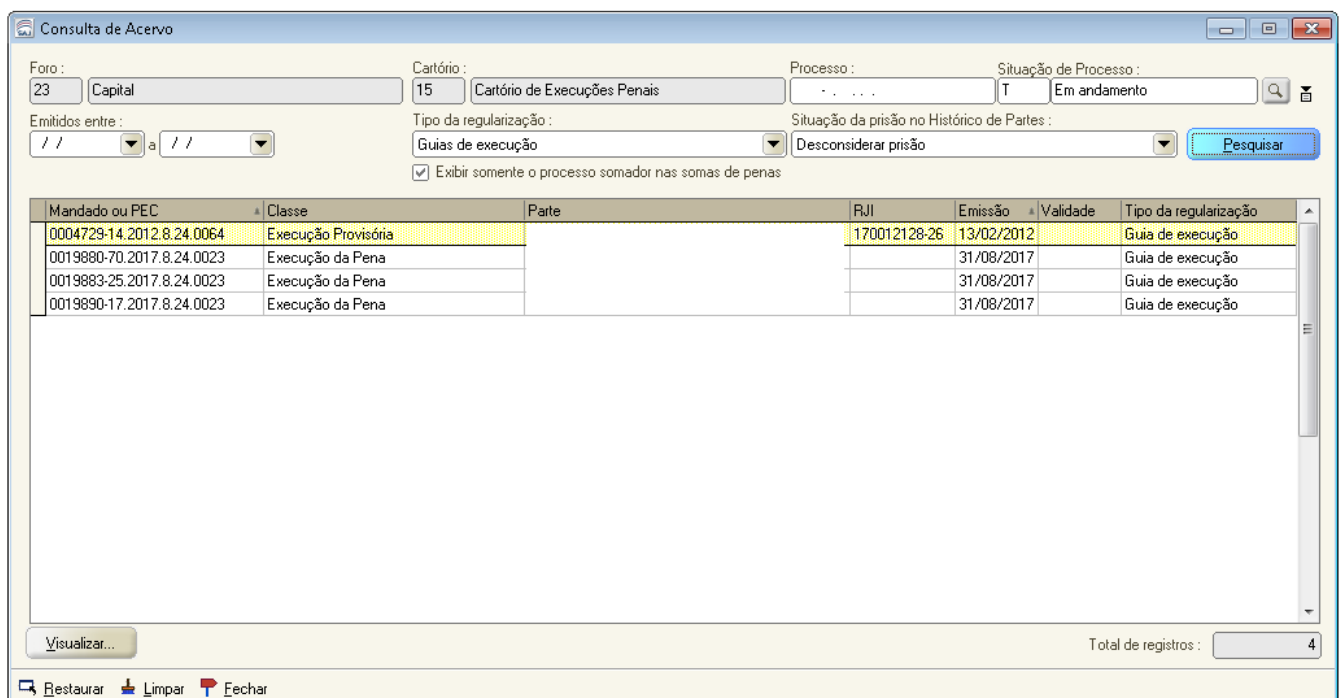 Consulta de Acervo
Foro : Cartório : Processo : Situação de Processo :
23 Capital 15 Cartório de Execuções Penais - . . . . T Em andamento
Emitidos entre : Tipo da regularização : Situação da prisão no Histórico de Partes :
/ / a / / Guias de execução Desconsiderar prisão Pesquisar
Exibir somente o processo somador nas somas de penas
Mandado ou PEC Classe Parte RJI Emissão Validade Tipo da regularização
0004729-14.2012.8.24.0064 Execução Provisória 170012128-26 13/02/2012 Guia de execução
0019880-70.2017.8.24.0023 Execução da Pena 31/08/2017 Guia de execução
0019883-25.2017.8.24.0023 Execução da Pena 31/08/2017 Guia de execução
0019890-17.2017.8.24.0023 Execução da Pena 31/08/2017 Guia de execução
Visualizar... Total de registros : 4
Restaurar Limpar Fechar